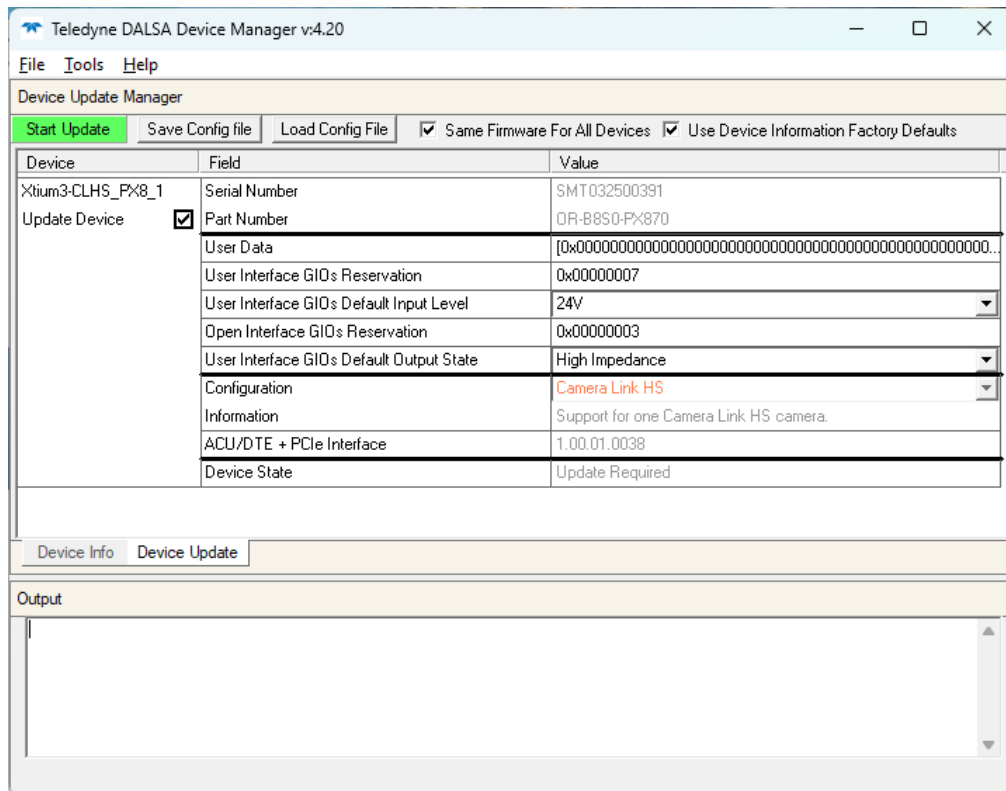 Teledyne DALSA Device Manager v:4.20
File Tools Help
Device Update Manager
Start Update Save Config file Load Config File Same Firmware For All Devices Use Device Information Factory Defaults
Device Field Value
Xtium3-CLHS_PX8_1 Serial Number SMT032500391
Update Device Part Number OR-B8S0-PX870
User Data [0x00000000000000000000000000000000000000000000000000...
User Interface GIOs Reservation 0x00000007
User Interface GIOs Default Input Level 24V
Open Interface GIOs Reservation 0x00000003
User Interface GIOs Default Output State High Impedance
Configuration Camera Link HS
Information Support for one Camera Link HS camera.
ACU/DTE + PCIe Interface 1.00.01.0038
Device State Update Required
Device Info Device Update
Output